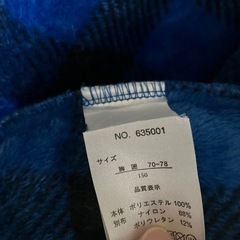 NO. 635001
サイズ
胸 囲 70-78
150
品質表示
本体 ポリエステル 100%
別布 ナイロン 88%
ポリウレタン 12%